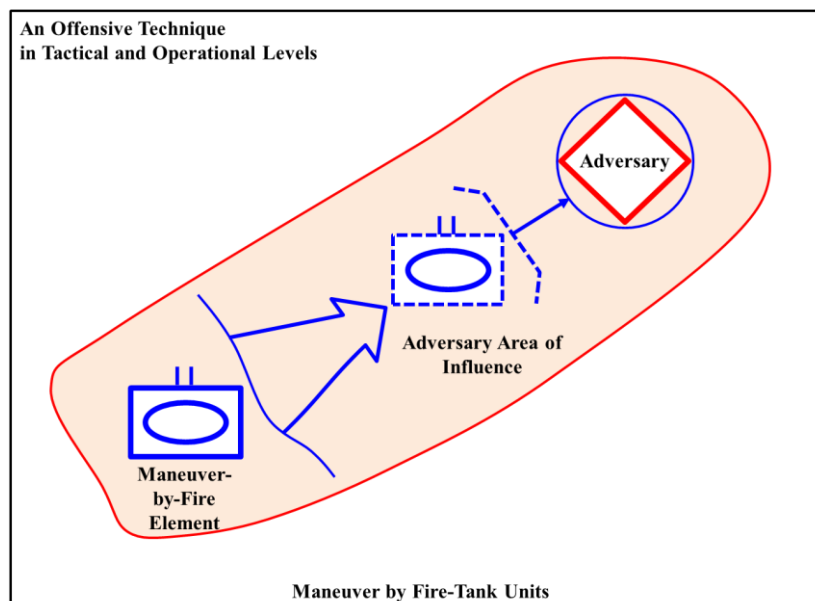 An Offensive Technique
in Tactical and Operational Levels
Adversary
Adversary Area of
Influence
Maneuver-
by-Fire
Element
Maneuver by Fire-Tank Units